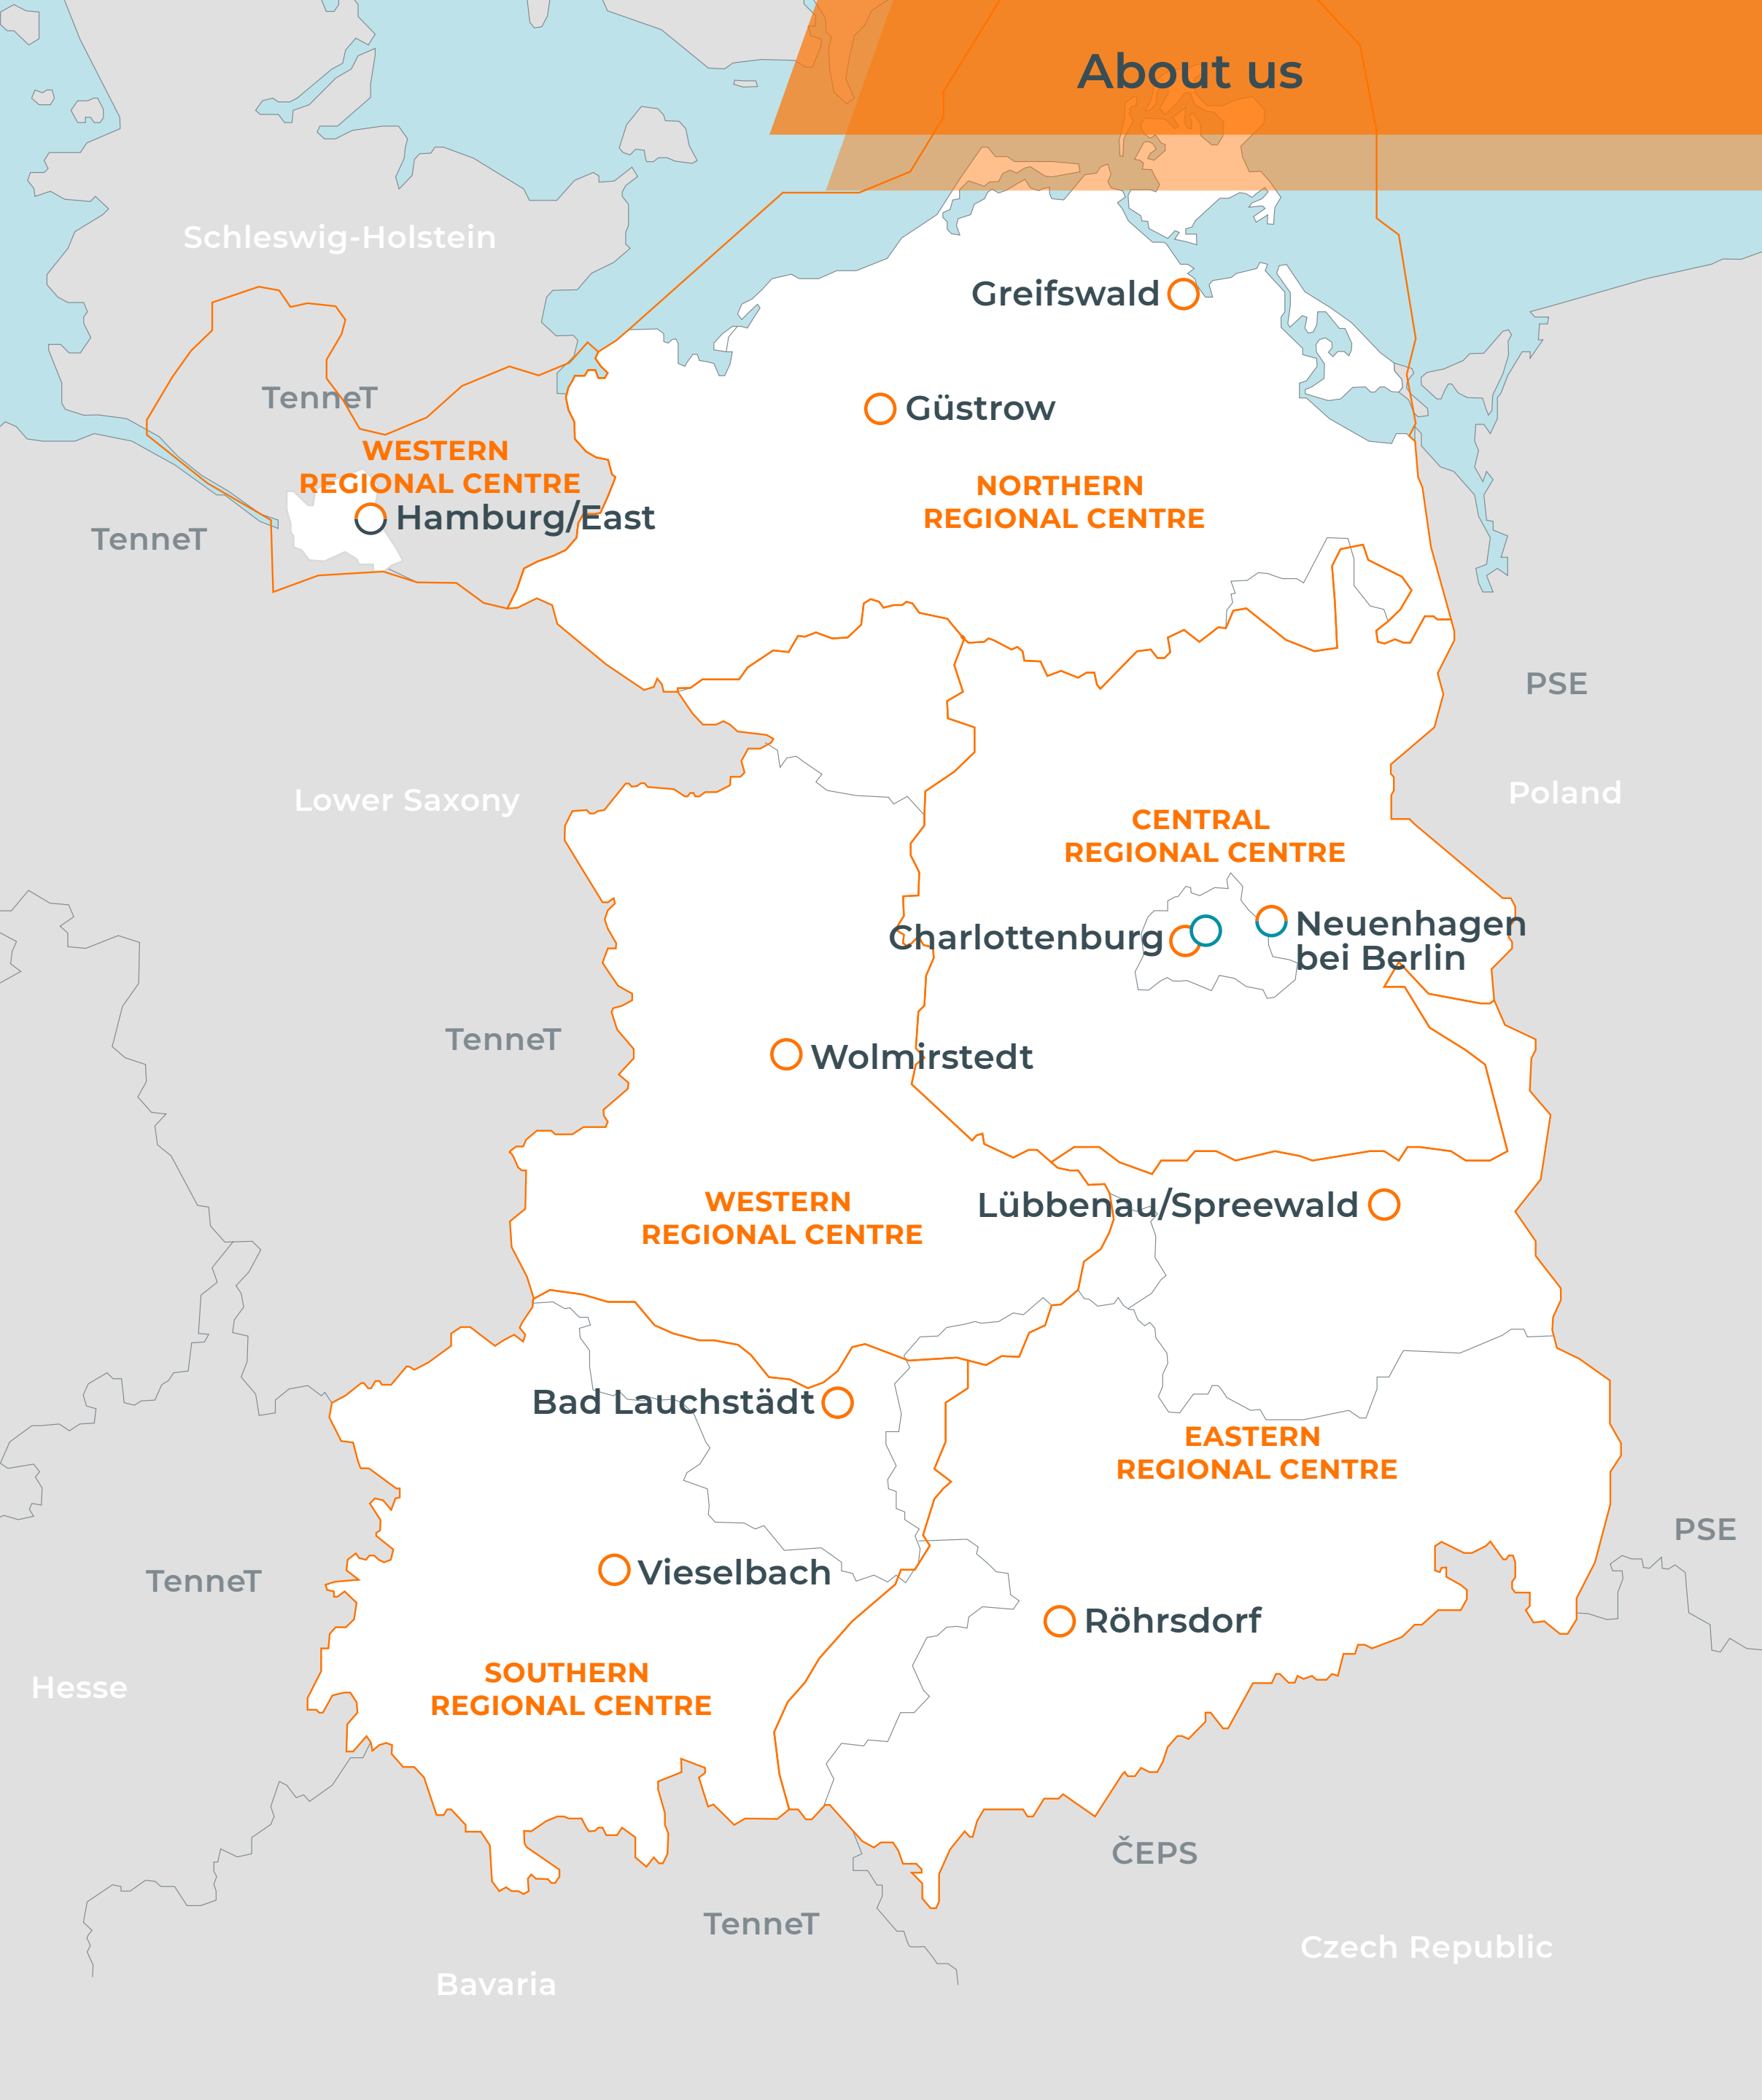 About us
Schleswig-Holstein
Greifswald
TenneT
Güstrow
WESTERN
REGIONAL CENTRE
Hamburg/East
NORTHERN
REGIONAL CENTRE
TenneT
PSE
Lower Saxony
Poland
CENTRAL
REGIONAL CENTRE
Charlottenburg
Neuenhagen
bei Berlin
TenneT
Wolmirstedt
WESTERN
REGIONAL CENTRE
Lübbenau/Spreewald
Bad Lauchstädt
EASTERN
REGIONAL CENTRE
PSE
TenneT
Vieselbach
Röhrsdorf
Hesse
SOUTHERN
REGIONAL CENTRE
ČEPS
TenneT
Czech Republic
Bavaria